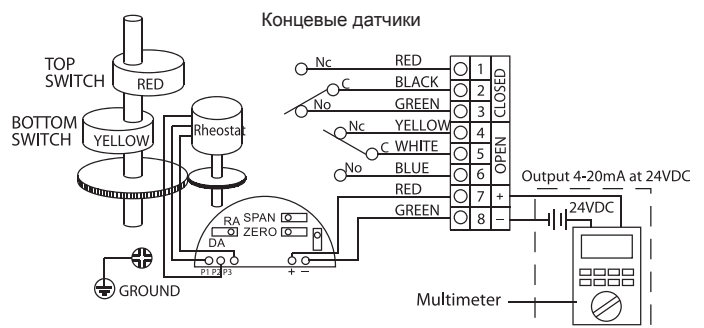 Концевые датчики
TOP
SWITCH
RED
BOTTOM
SWITCH
YELLOW
Rheostat
Nc
RED
1
C
BLACK
2
No
GREEN
3
CLOSED
Nc
YELLOW
4
C
WHITE
5
No
BLUE
6
OPEN
RED
7
+
GREEN
8
–
Output 4-20mA at 24VDC
24VDC
Multimeter
RA
SPAN
ZERO
DA
P1 P2 P3
+ –
GROUND